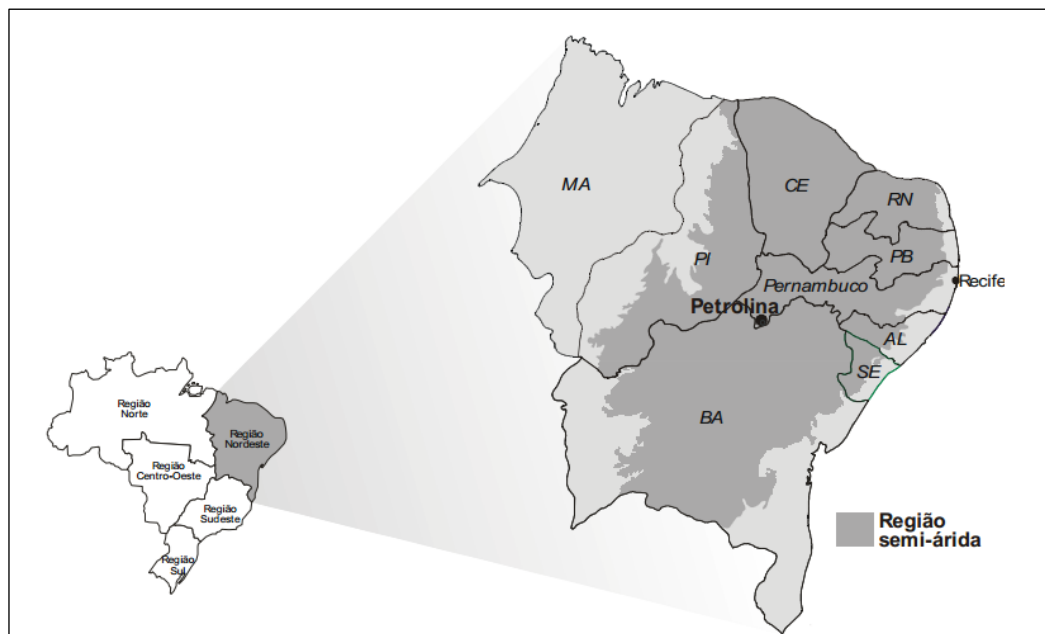 MA
CE
RN
PI
PB
Pernambuco
Recife
Petrolina
AL
SE
BA
Região
Norte
Região
Nordeste
Região
Centro-Oeste
Região
Sudeste
Região
Sul
Região
semi-árida